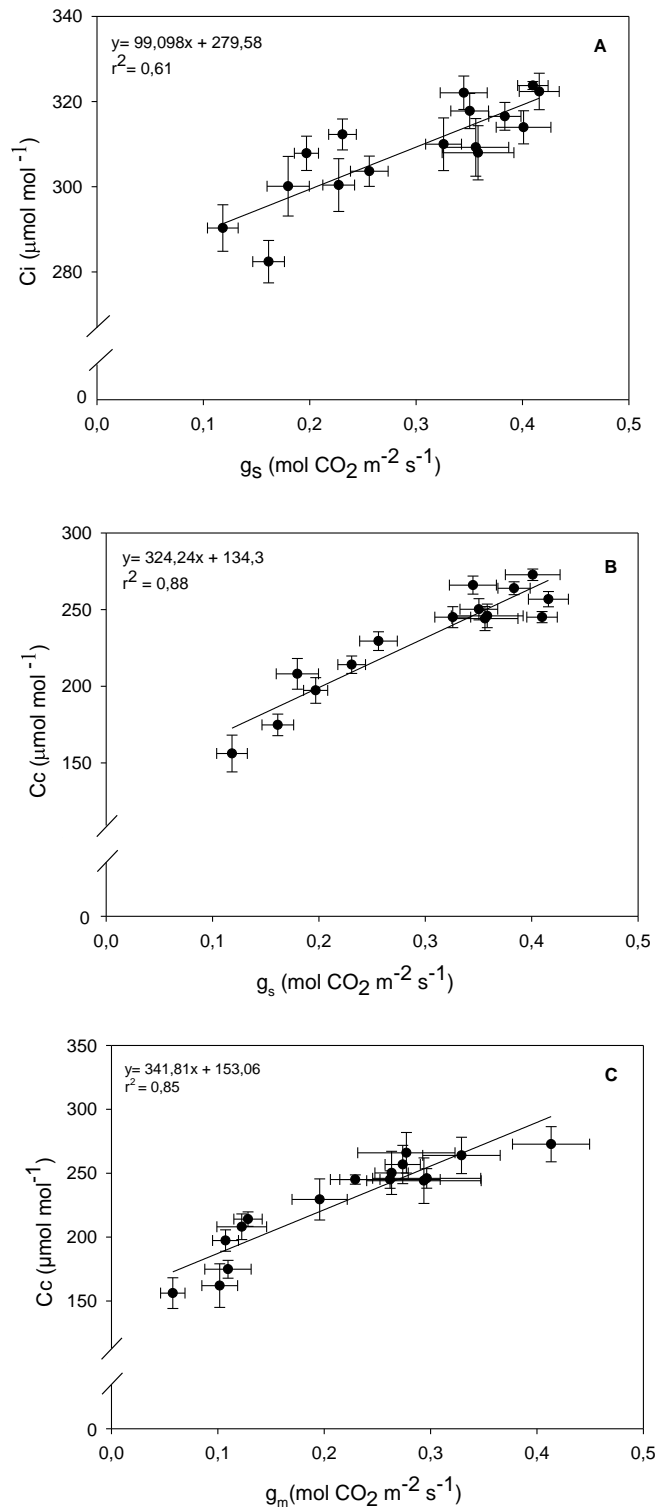 340
y= 99,098x + 279,58
A
r² = 0,61
320
300
280
0
Ci (μmol mol⁻¹)
0,0 0,1 0,2 0,3 0,4 0,5
gs (mol CO₂ m⁻² s⁻¹)
300
y= 324,24x + 134,3
B
r² = 0,88
250
200
150
0
Cc (μmol mol⁻¹)
0,0 0,1 0,2 0,3 0,4 0,5
gₛ (mol CO₂ m⁻² s⁻¹)
350
y= 341,81x + 153,06
C
r² = 0,85
300
250
200
150
0
Cc (μmol mol⁻¹)
0,0 0,1 0,2 0,3 0,4 0,5
gₘ(mol CO₂ m⁻² s⁻¹)